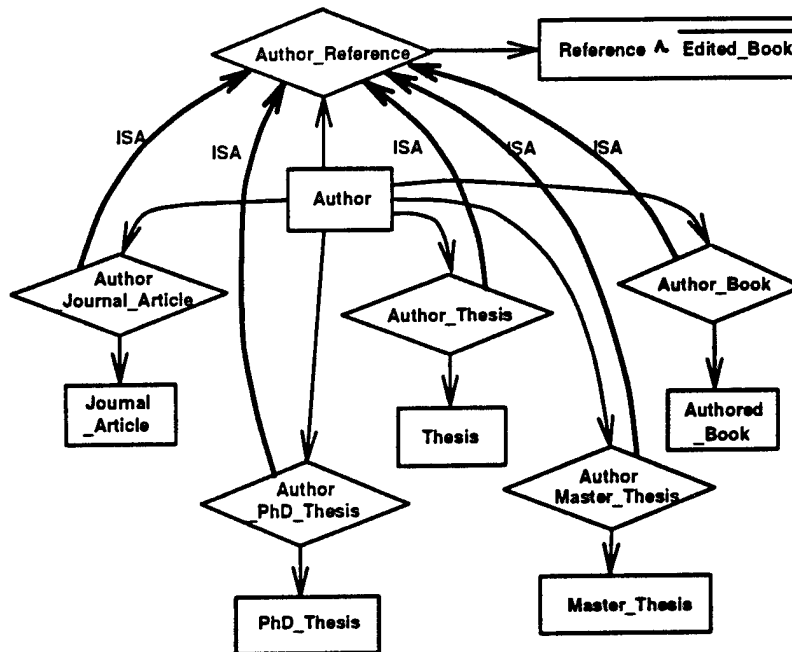 Author_Reference
Reference ∧ Edited_Book
ISA
ISA
ISA
ISA
ISA
Author
Author
_Journal_Article
Author_Thesis
Author_Book
Journal
_Article
Thesis
Authored
_Book
Author
_PhD_Thesis
Author
Master_Thesis
PhD_Thesis
Master_Thesis